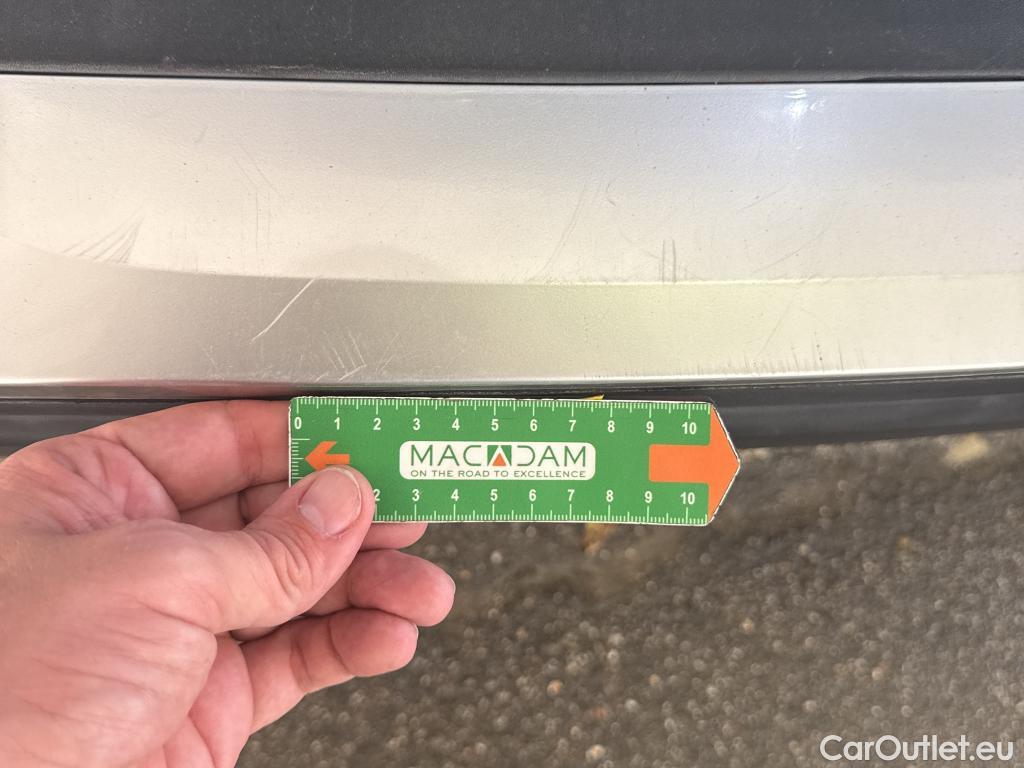 0 1 2 3 4 5 6 7 8 9 10
MACADAM
ON THE ROAD TO EXCELLENCE
2 3 4 5 6 7 8 9 10
CarOutlet.eu